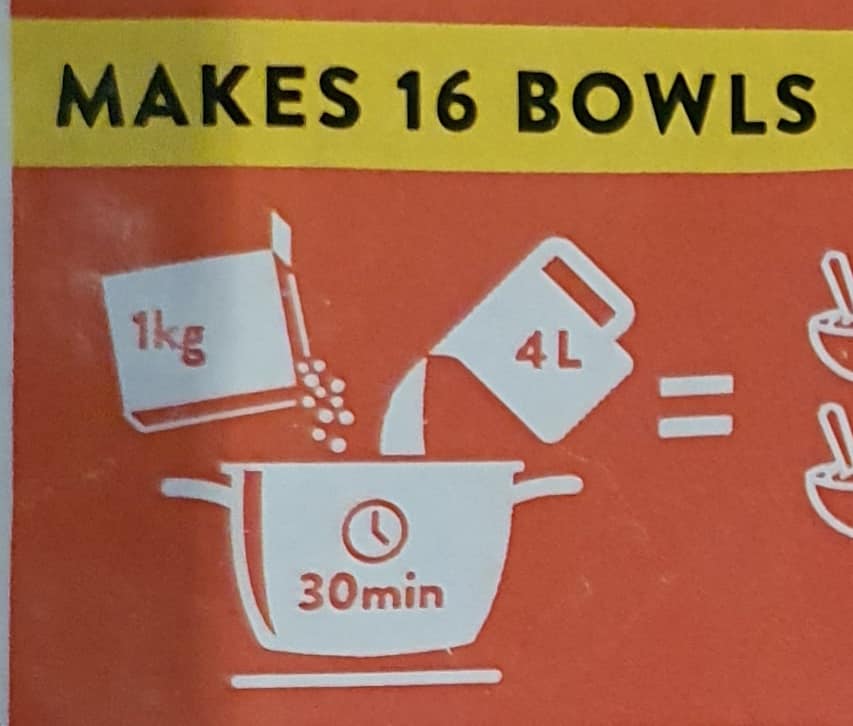 MAKES 16 BOWLS
1kg
4L
30min